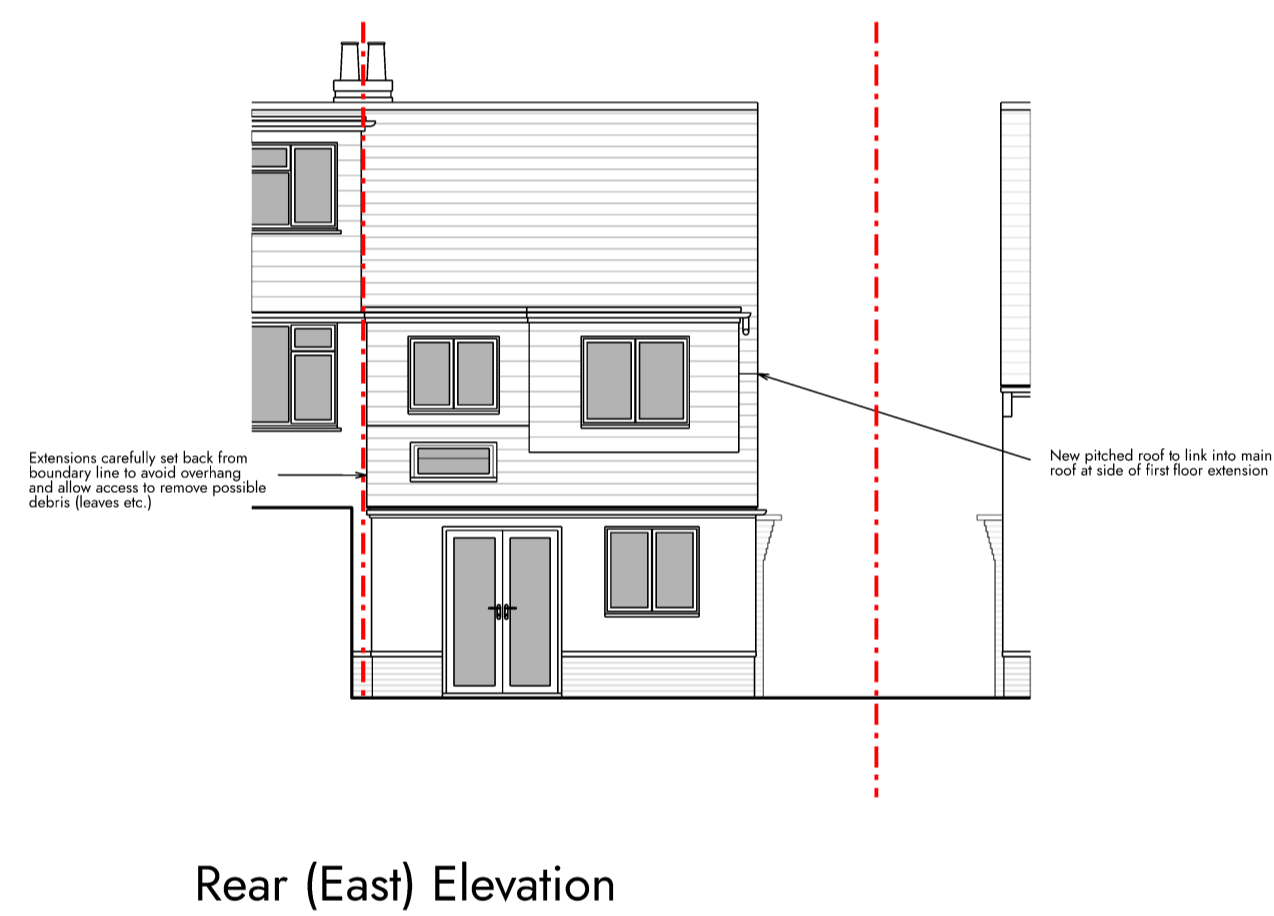 Extensions carefully set back from
boundary line to avoid overhang
and allow access to remove possible
debris (leaves etc.)
New pitched roof to link into main
roof at side of first floor extension
Rear (East) Elevation